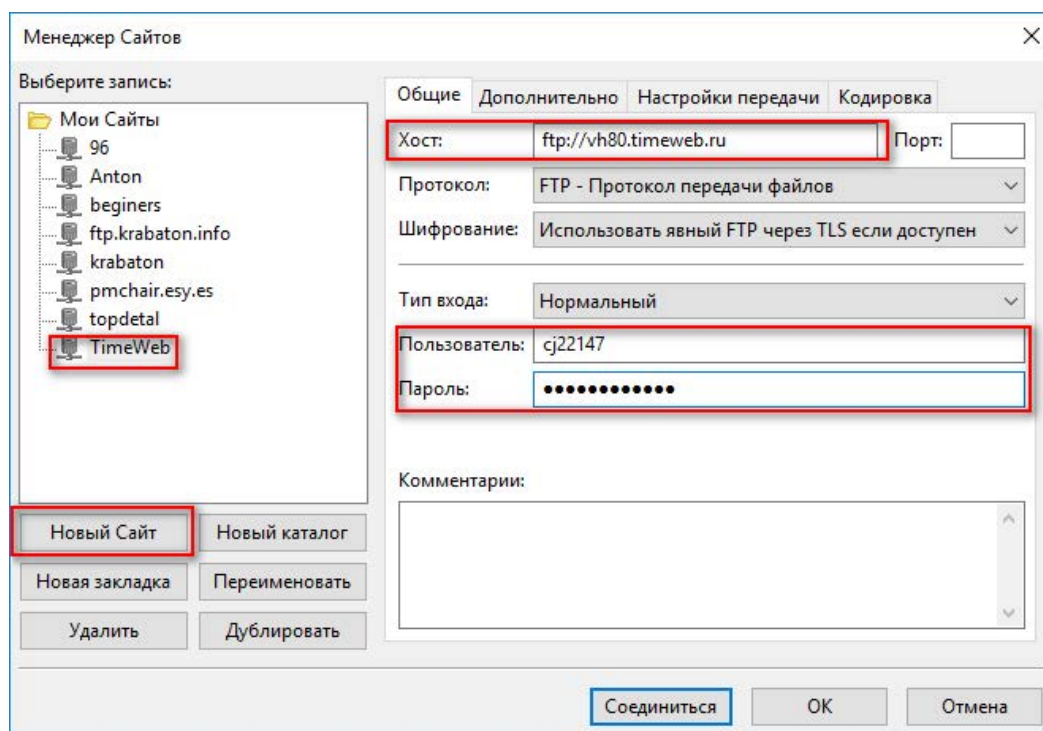 Менеджер Сайтов
Выберите запись:
Мои Сайты
96
Anton
beginers
ftp.krabaton.info
krabaton
pmchair.esy.es
topdetal
TimeWeb
Новый Сайт Новый каталог
Новая закладка Переименовать
Удалить Дублировать
Общие Дополнительно Настройки передачи Кодировка
Хост: ftp://vh80.timeweb.ru Порт:
Протокол: FTP - Протокол передачи файлов
Шифрование: Использовать явный FTP через TLS если доступен
Тип входа: Нормальный
Пользователь: cj22147
Пароль: ●●●●●●●●●●●●
Комментарии:
Соединиться ОК Отмена